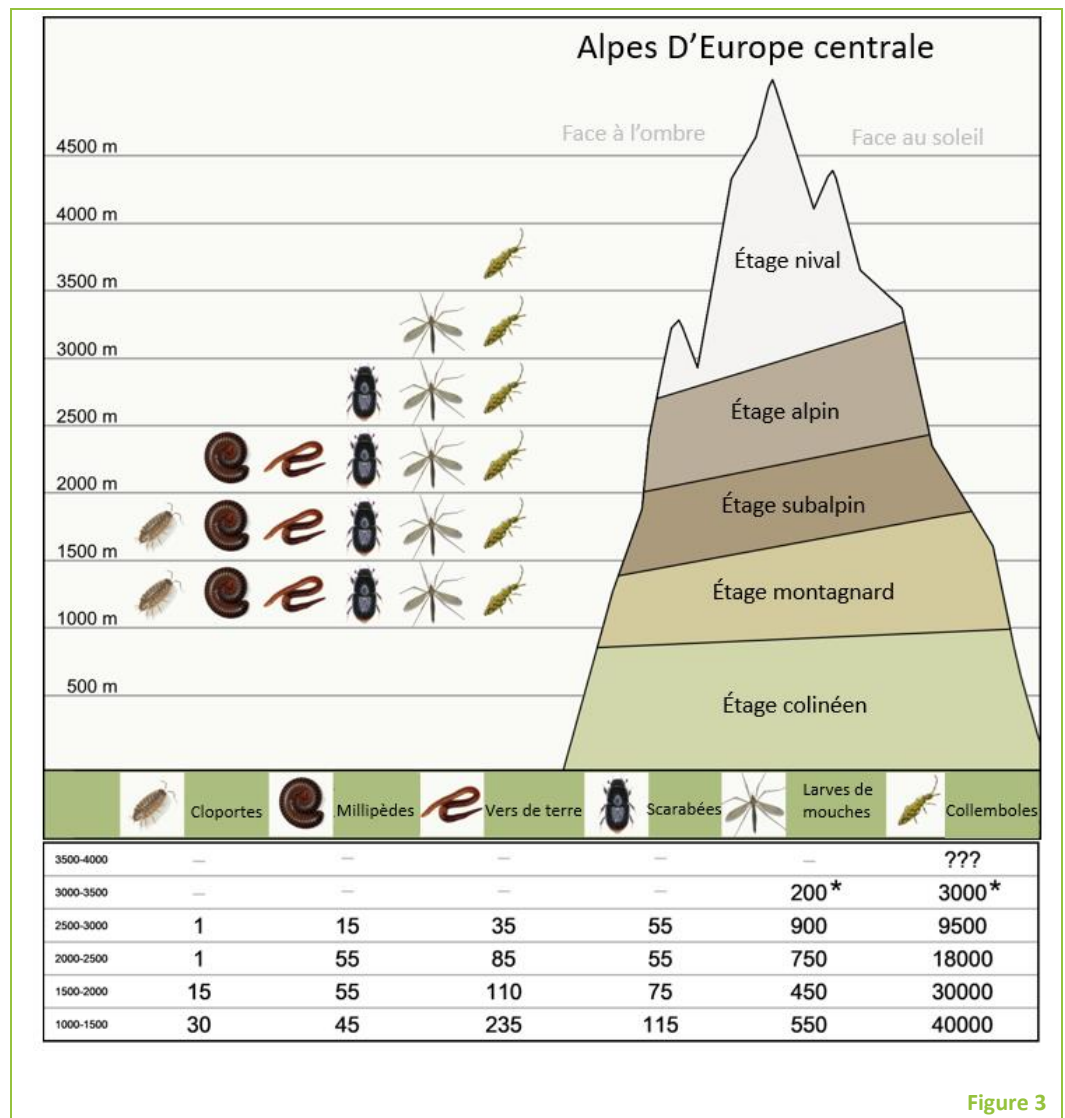 Alpes D'Europe centrale
Face à l'ombre
Face au soleil
4500 m
4000 m
3500 m
3000 m
2500 m
2000 m
1500 m
1000 m
500 m
Étage nival
Étage alpin
Étage subalpin
Étage montagnard
Étage colinéen
Cloportes Millipèdes Vers de terre Scarabées Larves de mouches Collemboles
3500-4000 — — — — — ???
3000-3500 — — — — 200* 3000*
2500-3000 1 15 35 55 900 9500
2000-2500 1 55 85 55 750 18000
1500-2000 15 55 110 75 450 30000
1000-1500 30 45 235 115 550 40000
Figure 3